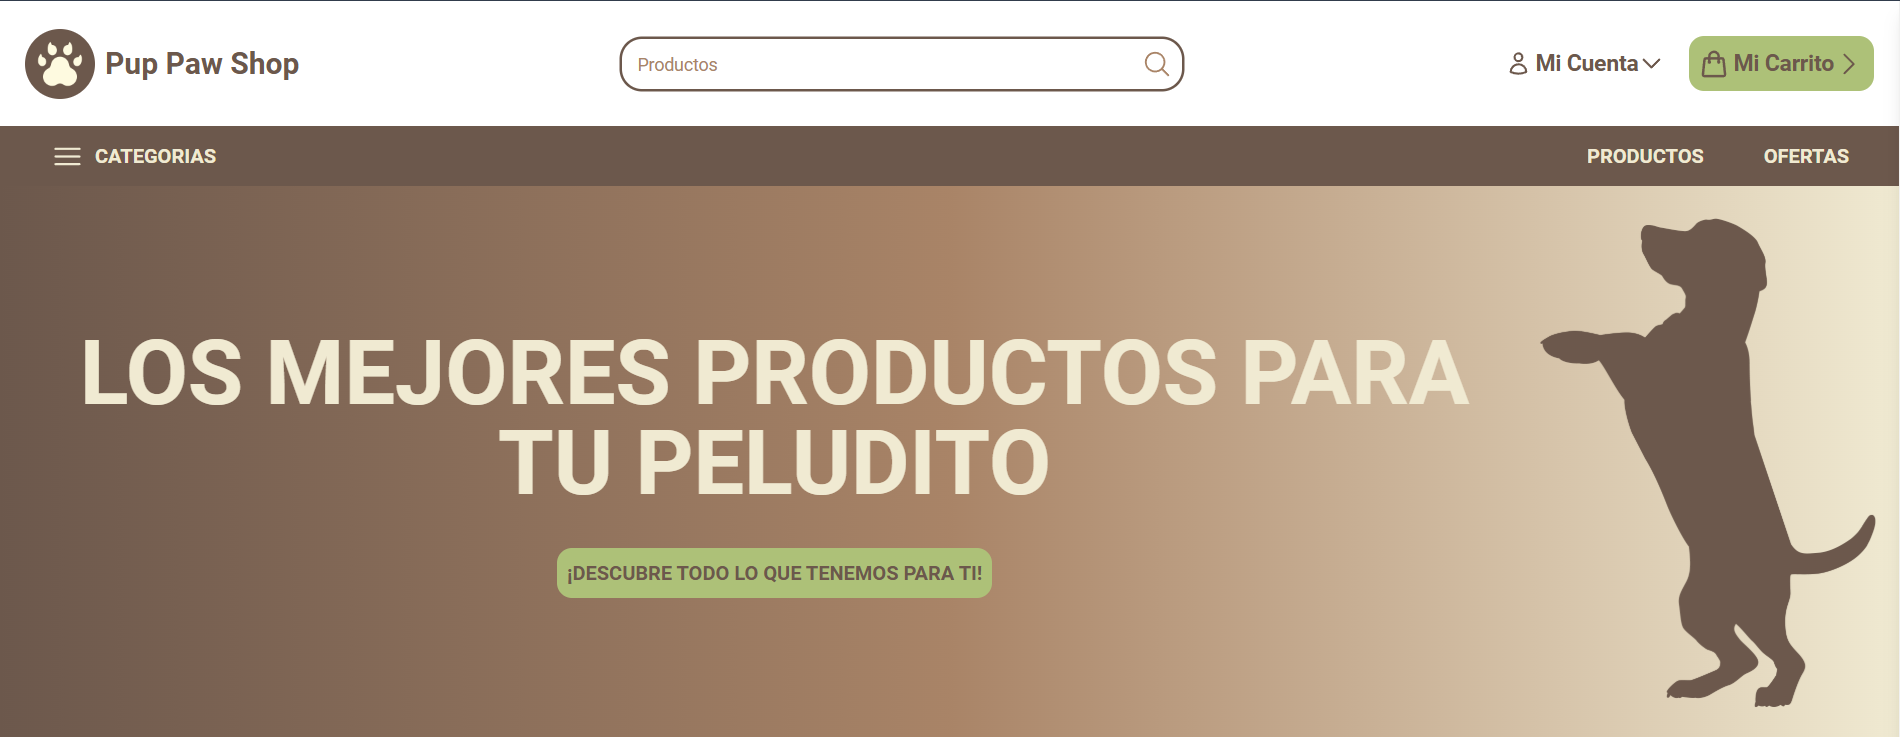 Pup Paw Shop
Productos
Mi Cuenta
Mi Carrito
CATEGORIAS
PRODUCTOS
OFERTAS
LOS MEJORES PRODUCTOS PARA
TU PELUDITO
¡DESCUBRE TODO LO QUE TENEMOS PARA TI!